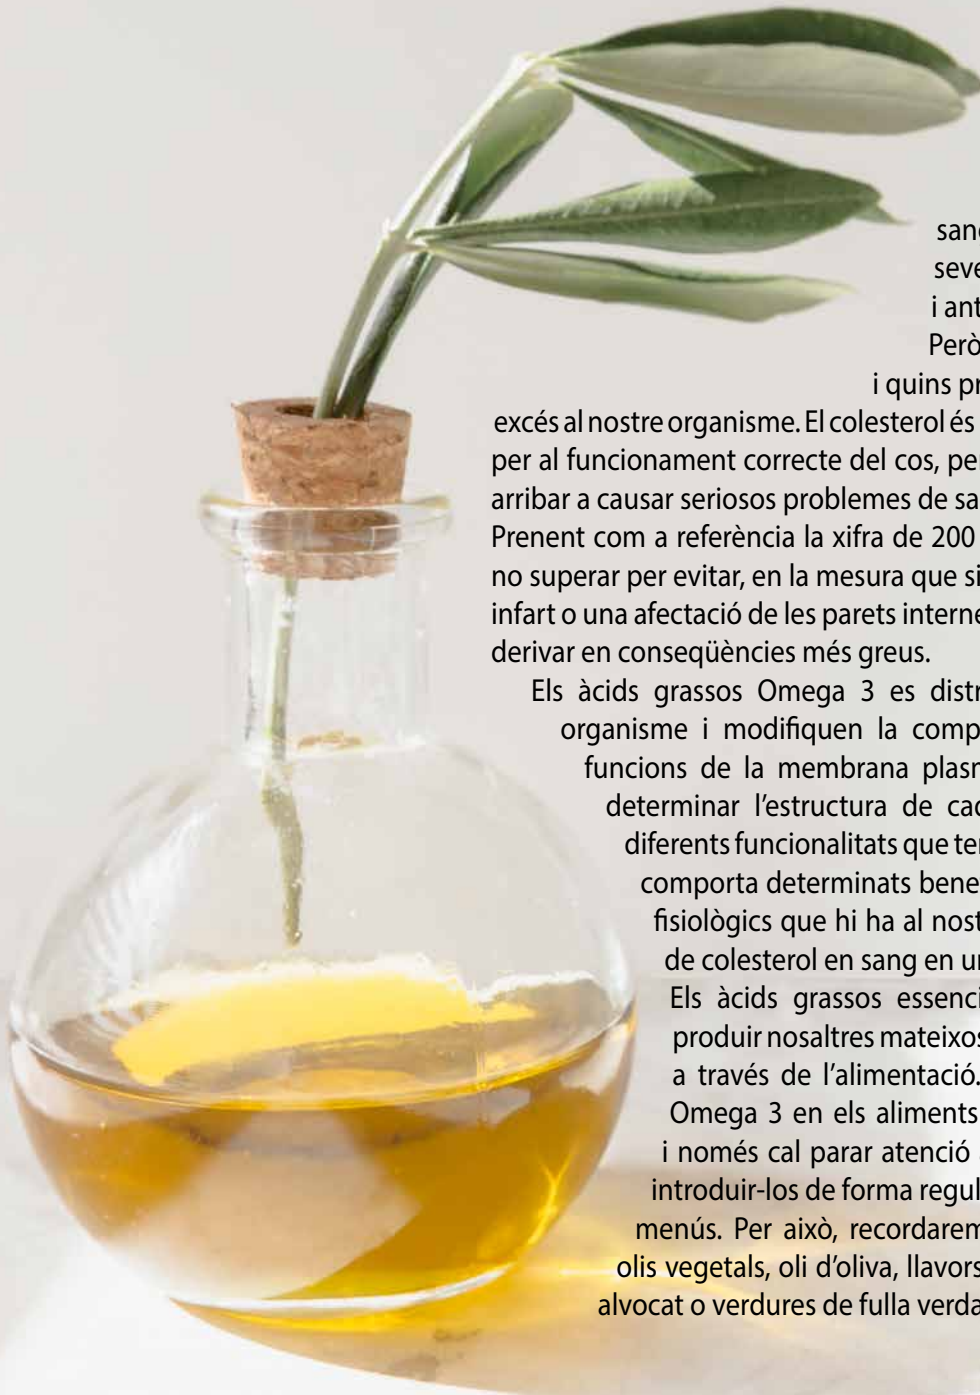 i ant
Però
i quins pr
excés al nostre organisme. El colesterol és
per al funcionament correcte del cos, pe
arribar a causar seriosos problemes de sa
Prenent com a referència la xifra de 200
no superar per evitar, en la mesura que si
infart o una afectació de les parets interne
derivar en conseqüències més greus.
Els àcids grassos Omega 3 es distr
organisme i modifiquen la comp
funcions de la membrana plasm
determinar l’estructura de cad
diferents funcionalitats que ten
comporta determinats benef
fisiològics que hi ha al nost
de colesterol en sang en un
Els àcids grassos essenci
produir nosaltres mateixos
a través de l’alimentació.
Omega 3 en els aliments
i només cal parar atenció
introduir-los de forma regul
menús. Per això, recordarem
olis vegetals, oli d’oliva, llavors
alvocat o verdures de fulla verda